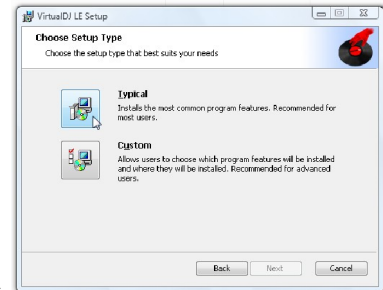 VirtualDJ LE Setup
Choose Setup Type
Choose the setup type that best suits your needs
Typical
Installs the most common program features. Recommended for
most users.
Custom
Allows users to choose which program features will be installed
and where they will be installed. Recommended for advanced
users.
Back Next Cancel